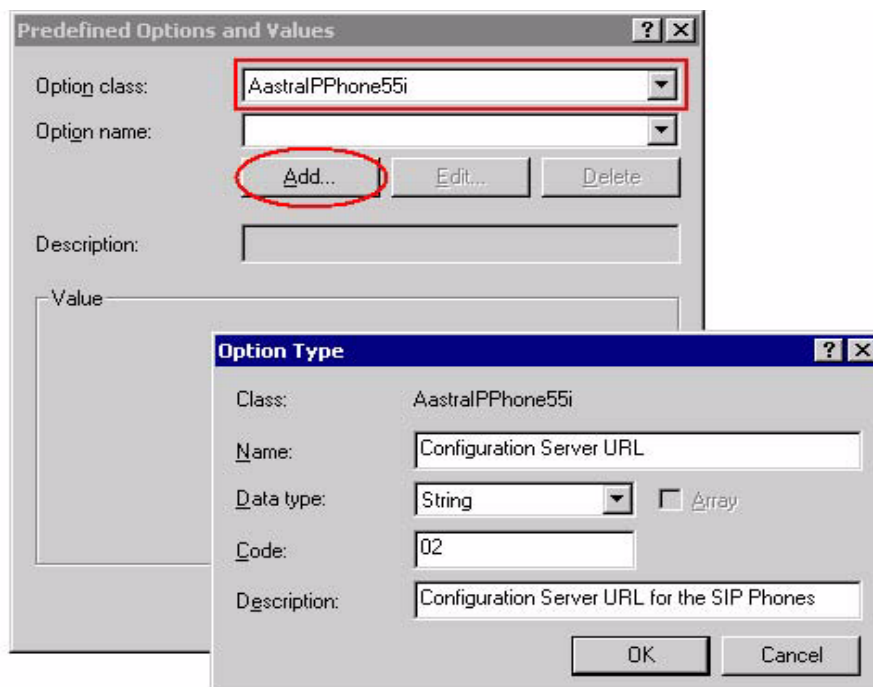 Predefined Options and Values
Option class:
AastraIPPhone55i
Option name:
Add...
Edit...
Delete
Description:
Value
Option Type
Class:
AastraIPPhone55i
Name:
Configuration Server URL
Data type:
String
Array
Code:
02
Description:
Configuration Server URL for the SIP Phones
OK
Cancel